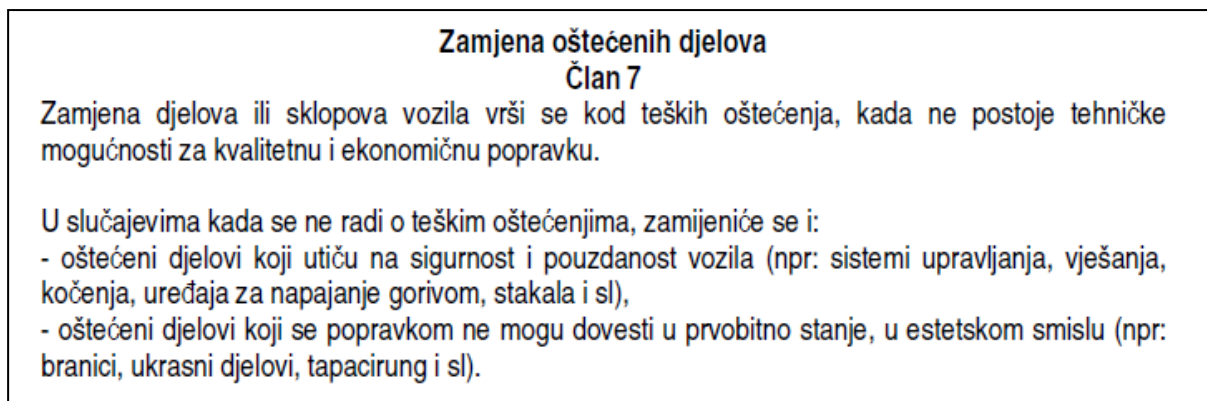 Zamjena oštećenih djelova
Član 7
Zamjena djelova ili sklopova vozila vrši se kod teških oštećenja, kada ne postoje tehničke
mogućnosti za kvalitetnu i ekonomičnu popravku.
U slučajevima kada se ne radi o teškim oštećenjima, zamijeniće se i:
- oštećeni djelovi koji utiču na sigurnost i pouzdanost vozila (npr: sistemi upravljanja, vješanja,
kočenja, uređaja za napajanje gorivom, stakala i sl),
- oštećeni djelovi koji se popravkom ne mogu dovesti u prvobitno stanje, u estetskom smislu (npr:
branici, ukrasni djelovi, tapacirung i sl).